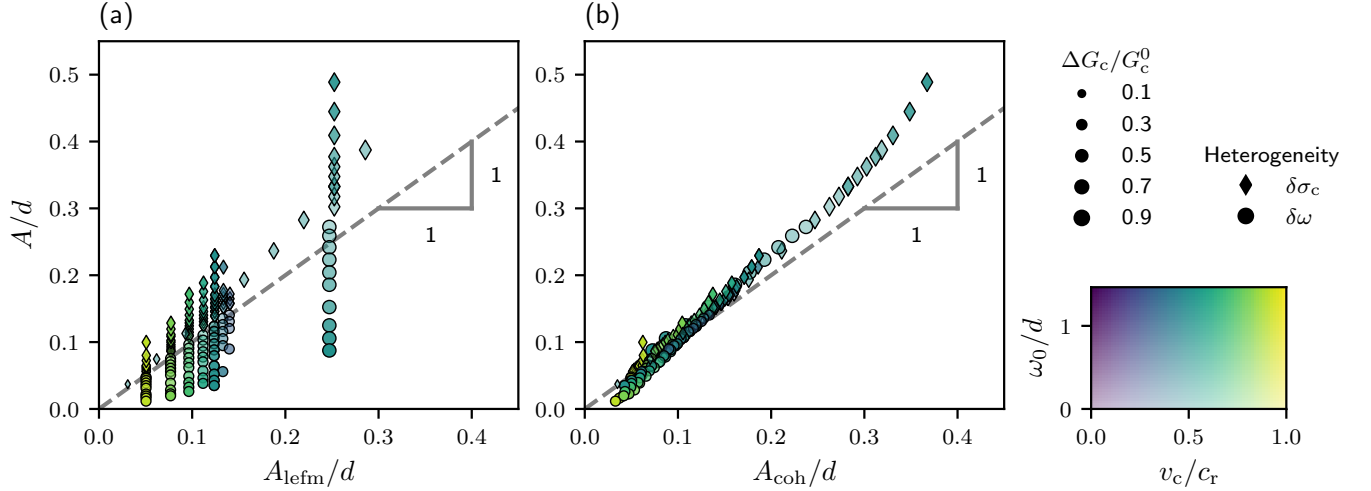 (a)
(b)
0.5
0.4
0.3
0.2
0.1
0.0
A/d
0.0 0.1 0.2 0.3 0.4
A_lefm/d
1
1
0.5
0.4
0.3
0.2
0.1
0.0
0.0 0.1 0.2 0.3 0.4
A_coh/d
1
1
ΔG_c/G_c^0
0.1
0.3
0.5
0.7
0.9
Heterogeneity
δσ_c
δω
ω_0/d
1
0
0.0 0.5 1.0
v_c/c_r